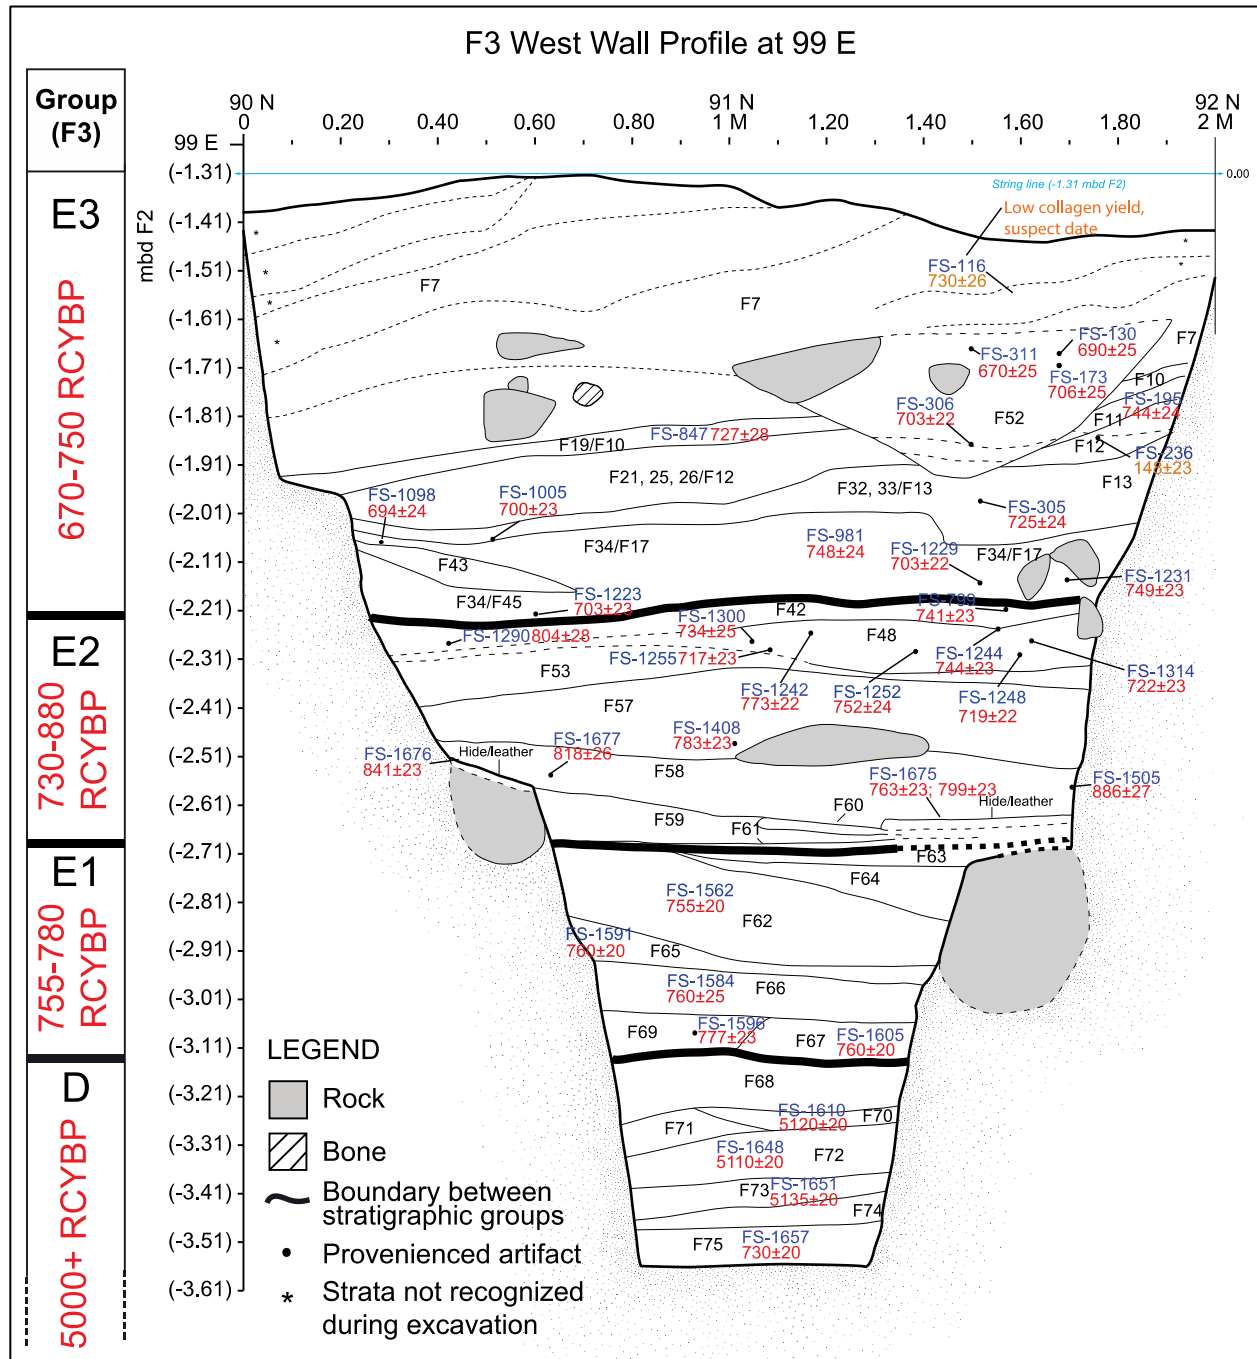 F3 West Wall Profile at 99 E
Group
(F3)
90 N
91 N
92 N
0
0.20
0.40
0.60
0.80
1 M
1.20
1.40
1.60
1.80
2 M
99 E
(-1.31)
(-1.41)
(-1.51)
(-1.61)
(-1.71)
(-1.81)
(-1.91)
(-2.01)
(-2.11)
(-2.21)
(-2.31)
(-2.41)
(-2.51)
(-2.61)
(-2.71)
(-2.81)
(-2.91)
(-3.01)
(-3.11)
(-3.21)
(-3.31)
(-3.41)
(-3.51)
(-3.61)
mbd F2
E3
670-750 RCYBP
E2
730-880
RCYBP
E1
755-780
RCYBP
D
5000+ RCYBP
String line (-1.31 mbd F2)
0.00
Low collagen yield,
suspect date
*
*
*
*
*
*
FS-116
730±26
F7
F7
F7
FS-130
690±25
FS-311
670±25
FS-173
706±25
F10
FS-195
744±24
FS-306
703±22
F52
F11
F12
FS-236
148±23
F19/F10
FS-847 727±28
F21, 25, 26/F12
F32, 33/F13
F13
FS-1098
694±24
FS-1005
700±23
FS-305
725±24
F34/F17
FS-981
748±24
FS-1229
703±22
F34/F17
F43
FS-1231
749±23
F34/F45
FS-1223
703±23
F42
FS-799
741±23
FS-1300
734±25
F48
FS-1290 804±28
FS-1255 717±23
FS-1244
744±23
FS-1314
722±23
F53
FS-1242
773±22
FS-1252
752±24
FS-1248
719±22
F57
FS-1408
783±23
FS-1676
841±23
Hide/leather
FS-1677
818±26
F58
FS-1675
763±23; 799±23
FS-1505
886±27
Hide/leather
F60
F59
F61
F63
F64
FS-1562
755±20
F62
FS-1591
760±20
F65
FS-1584
760±25
F66
F69
FS-1596
777±23
F67
FS-1605
760±20
F68
FS-1610
5120±20
F70
F71
FS-1648
5110±20
F72
F73
FS-1651
5135±20
F74
F75
FS-1657
730±20
LEGEND
Rock
Bone
Boundary between
stratigraphic groups
Provenienced artifact
* Strata not recognized
during excavation